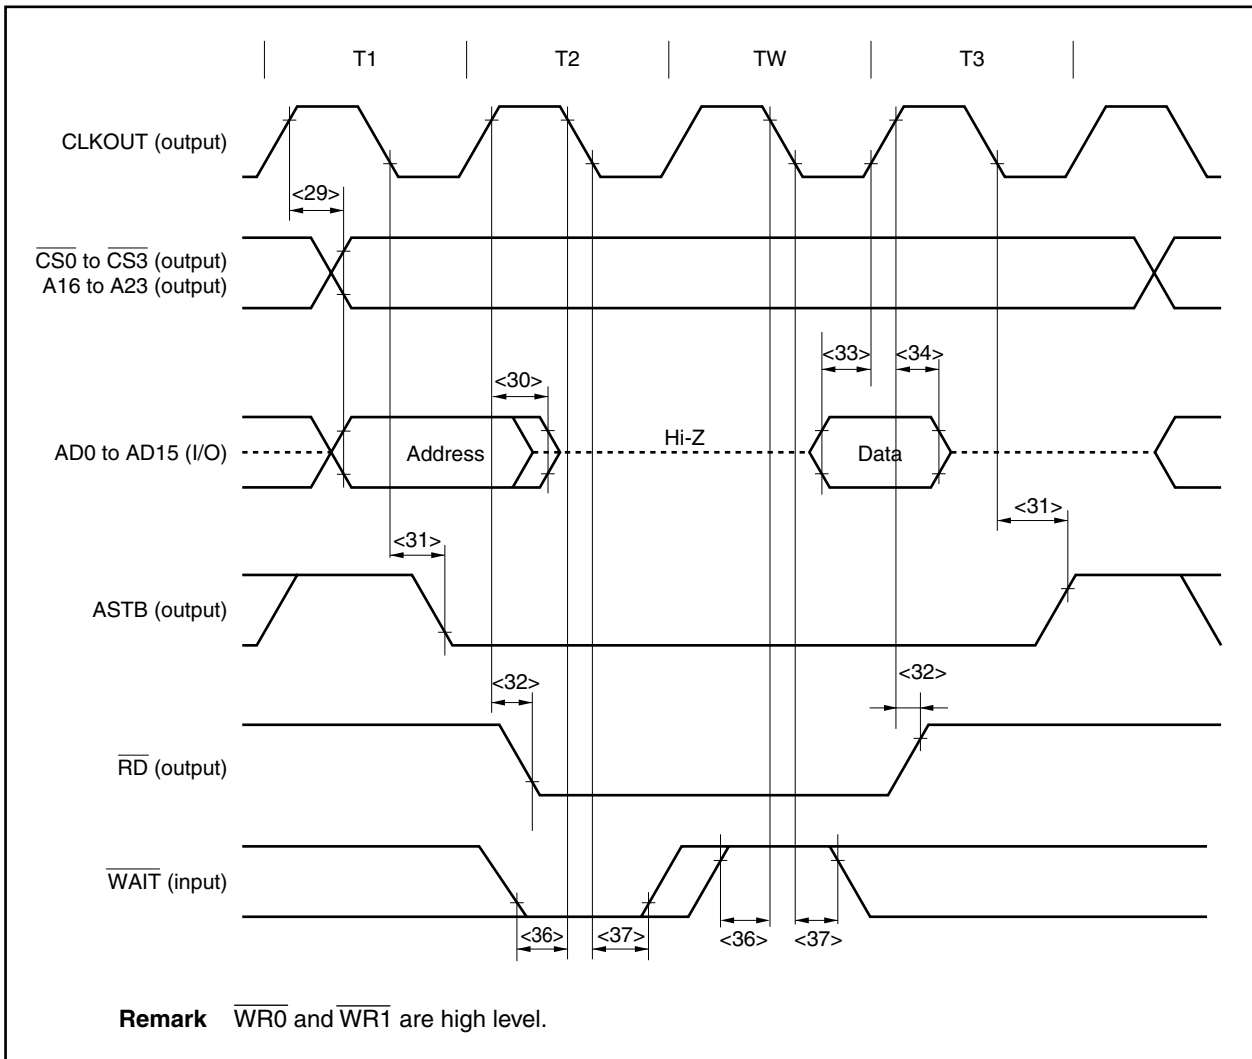 T1 T2 TW T3
CLKOUT (output)
<29>
CS0 to CS3 (output)
A16 to A23 (output)
<33> <34>
<30>
AD0 to AD15 (I/O) Address Hi-Z Data
<31>
<31>
ASTB (output)
<32>
<32>
RD (output)
WAIT (input)
<36> <37> <36> <37>
Remark WR0 and WR1 are high level.